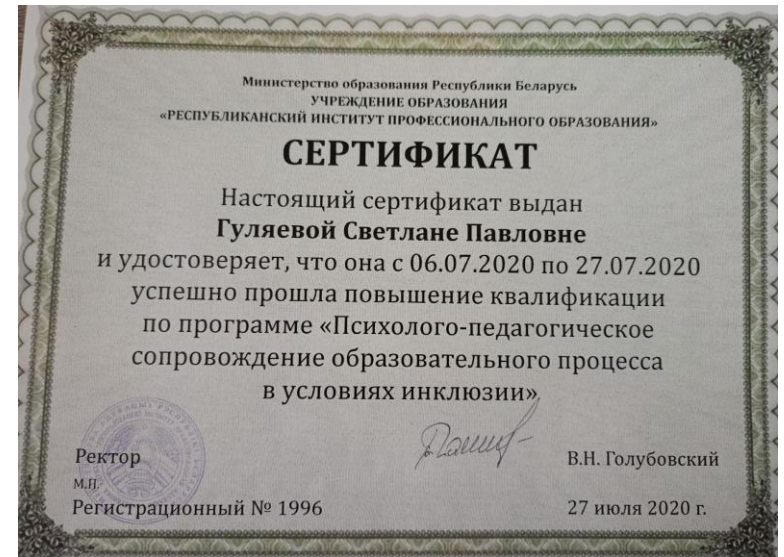 Министерство образования Республики Беларусь
УЧРЕЖДЕНИЕ ОБРАЗОВАНИЯ
«РЕСПУБЛИКАНСКИЙ ИНСТИТУТ ПРОФЕССИОНАЛЬНОГО ОБРАЗОВАНИЯ»
СЕРТИФИКАТ
Настоящий сертификат выдан
Гуляевой Светлане Павловне
и удостоверяет, что она с 06.07.2020 по 27.07.2020
успешно прошла повышение квалификации
по программе «Психолого-педагогическое
сопровождение образовательного процесса
в условиях инклюзии»
Ректор В.Н. Голубовский
М.П.
Регистрационный № 1996 27 июля 2020 г.